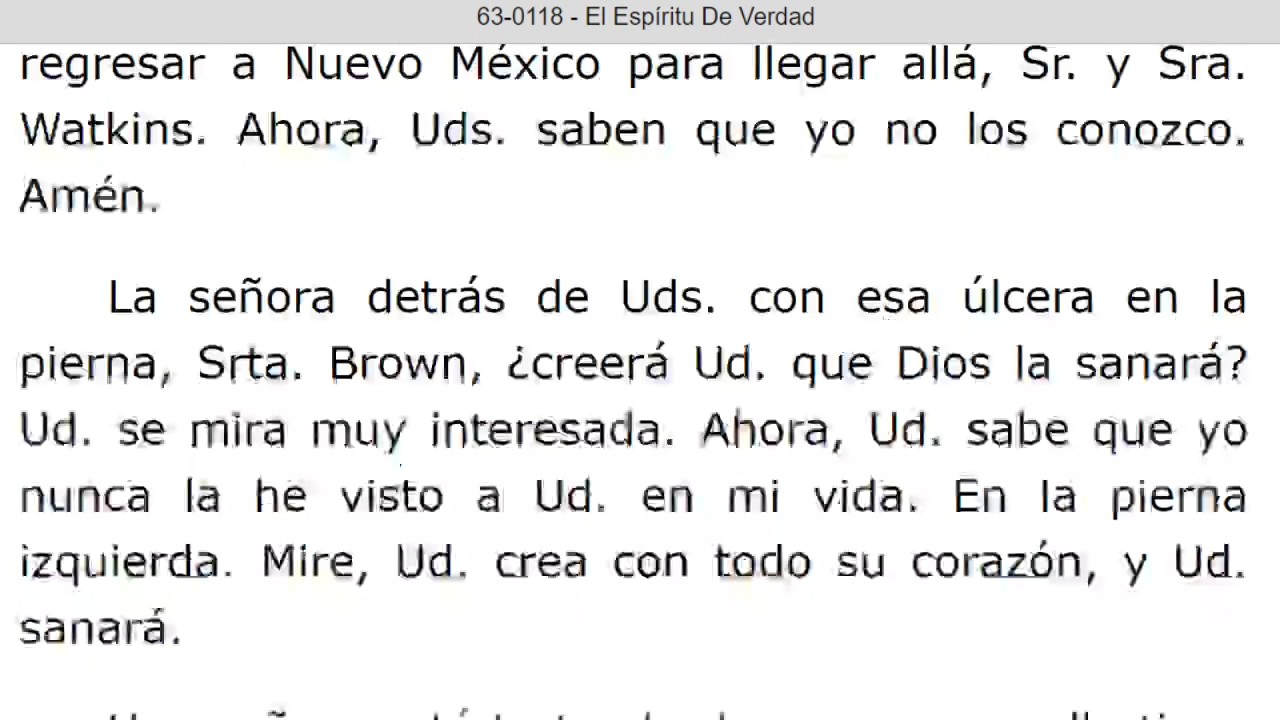 63-0118 - El Espíritu De Verdad
regresar a Nuevo México para llegar allá, Sr. y Sra.
Watkins. Ahora, Uds. saben que yo no los conozco.
Amén.
La señora detrás de Uds. con esa úlcera en la
pierna, Srta. Brown, ¿creerá Ud. que Dios la sanará?
Ud. se mira muy interesada. Ahora, Ud. sabe que yo
nunca la he visto a Ud. en mi vida. En la pierna
izquierda. Mire, Ud. crea con todo su corazón, y Ud.
sanará.